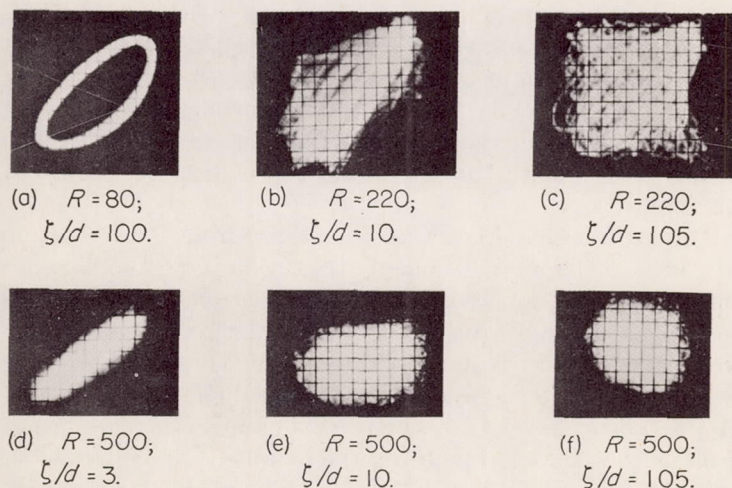 (a) R = 80;
ζ/d = 100.
(b) R = 220;
ζ/d = 10.
(c) R = 220;
ζ/d = 105.
(d) R = 500;
ζ/d = 3.
(e) R = 500;
ζ/d = 10.
(f) R = 500;
ζ/d = 105.